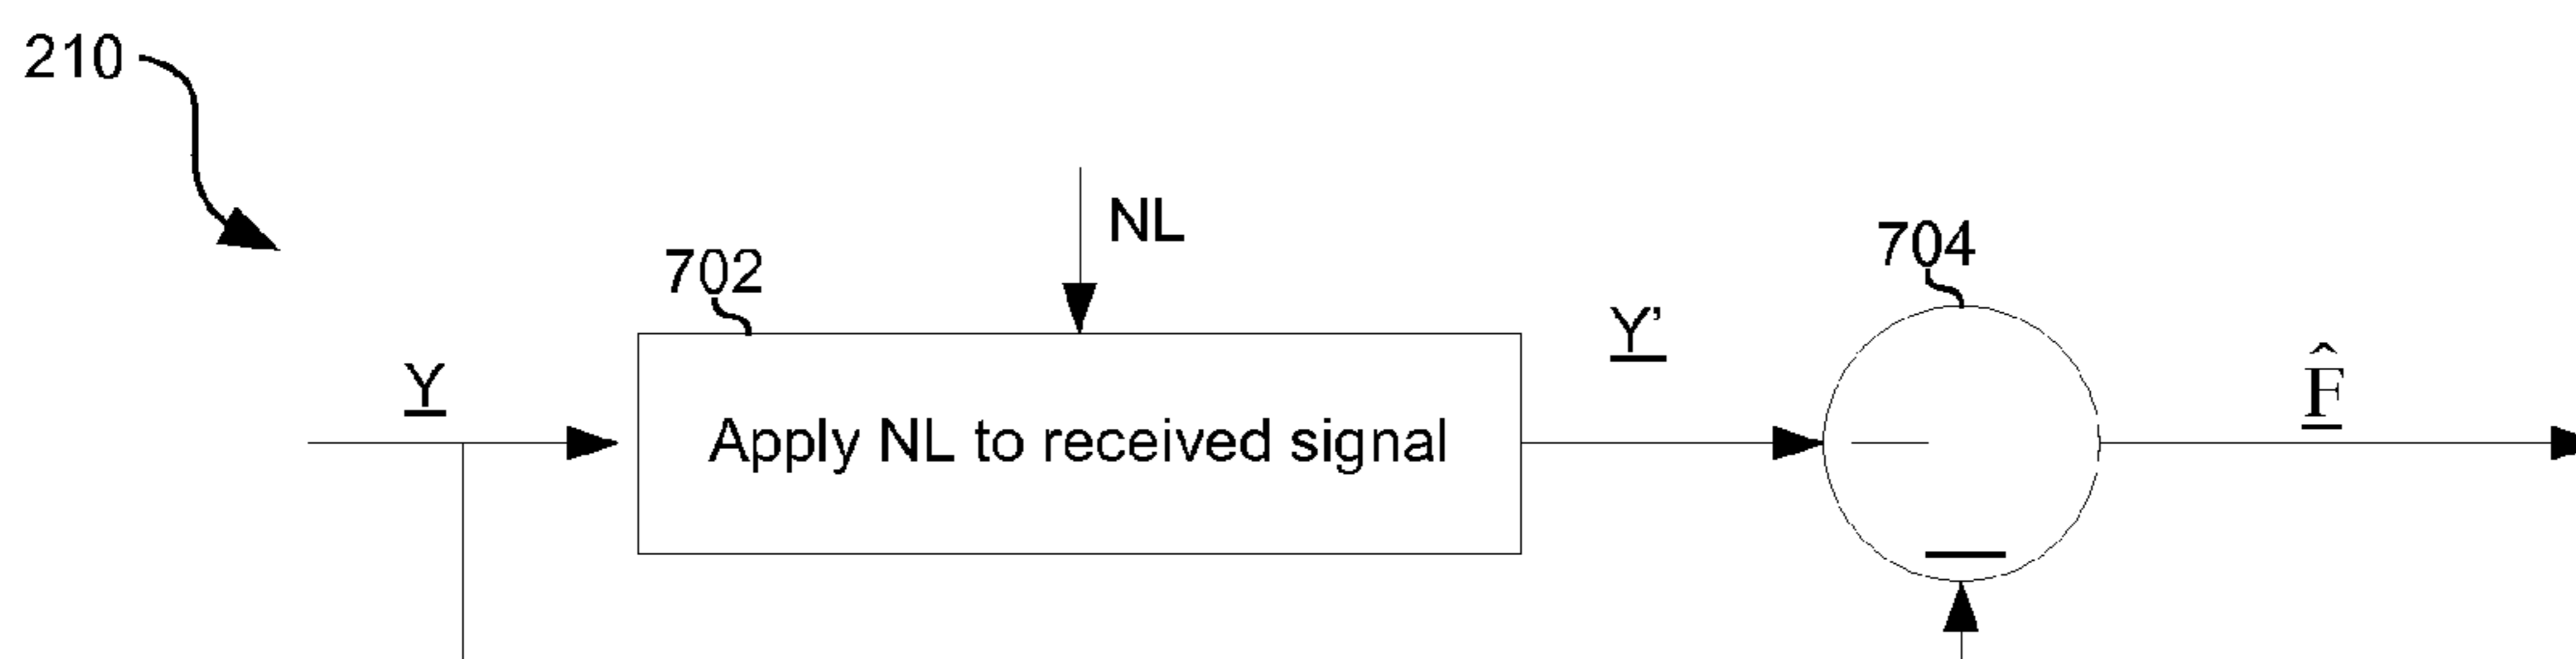 210
NL
702
704
Y
Y'
F̂
Apply NL to received signal